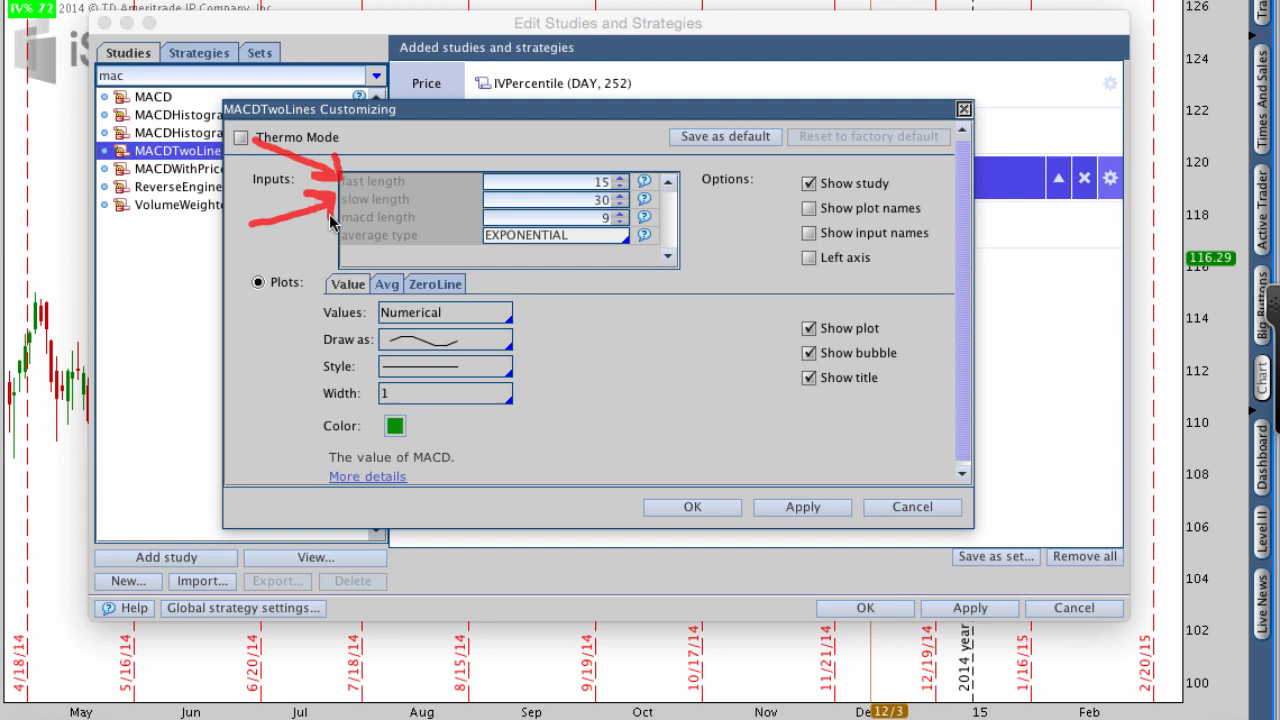 IV% 72 2014 © TD Ameritrade IP Company, Inc.
Edit Studies and Strategies
Studies Strategies Sets
Added studies and strategies
mac
Price IVPercentile (DAY, 252)
MACD
MACDHistogra
MACDHistogra
MACDTwoLine
MACDWithPric
ReverseEngine
VolumeWeight
MACDTwoLines Customizing
Thermo Mode
Save as default Reset to factory default
Inputs:
fast length 15
slow length 30
macd length 9
average type EXPONENTIAL
Options:
Show study
Show plot names
Show input names
Left axis
Plots: Value Avg ZeroLine
Values: Numerical
Draw as:
Style:
Width: 1
Color:
Show plot
Show bubble
Show title
The value of MACD.
More details
OK Apply Cancel
Add study View...
New... Import... Export... Delete
Save as set... Remove all
Help Global strategy settings...
OK Apply Cancel
126
124
122
120
118
116.29
116
114
112
110
108
106
104
102
100
Times And Sales
Active Trader
Big Buttons
Chart
Dashboard
Level II
Live News
4/18/14
5/16/14
6/20/14
7/18/14
8/15/14
9/19/14
10/17/14
11/21/14
12/19/14
2014 year
1/16/15
2/20/15
May Jun Jul Aug Sep Oct Nov De 12/3 15 Feb